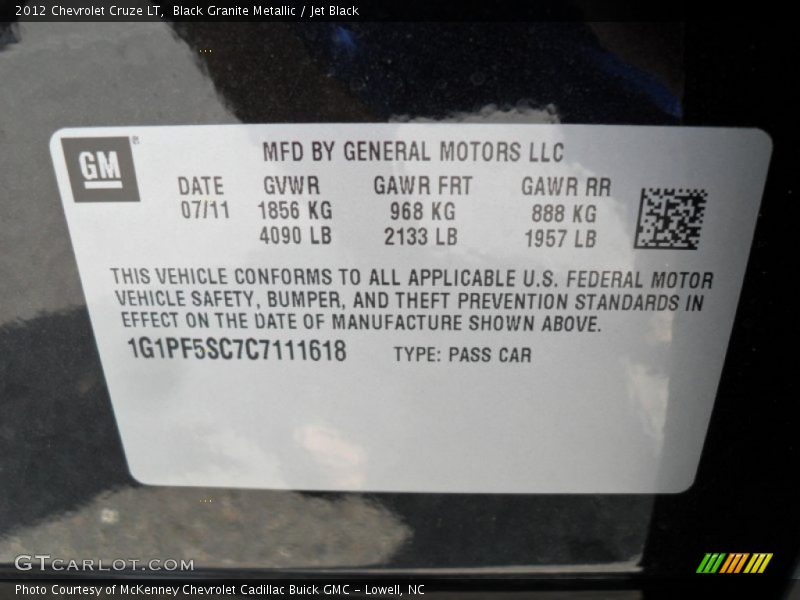 2012 Chevrolet Cruze LT, Black Granite Metallic / Jet Black
GM
MFD BY GENERAL MOTORS LLC
DATE GVWR GAWR FRT GAWR RR
07/11 1856 KG 968 KG 888 KG
4090 LB 2133 LB 1957 LB
THIS VEHICLE CONFORMS TO ALL APPLICABLE U.S. FEDERAL MOTOR
VEHICLE SAFETY, BUMPER, AND THEFT PREVENTION STANDARDS IN
EFFECT ON THE DATE OF MANUFACTURE SHOWN ABOVE.
1G1PF5SC7C7111618 TYPE: PASS CAR
GTCARLOT.COM
Photo Courtesy of McKenney Chevrolet Cadillac Buick GMC - Lowell, NC